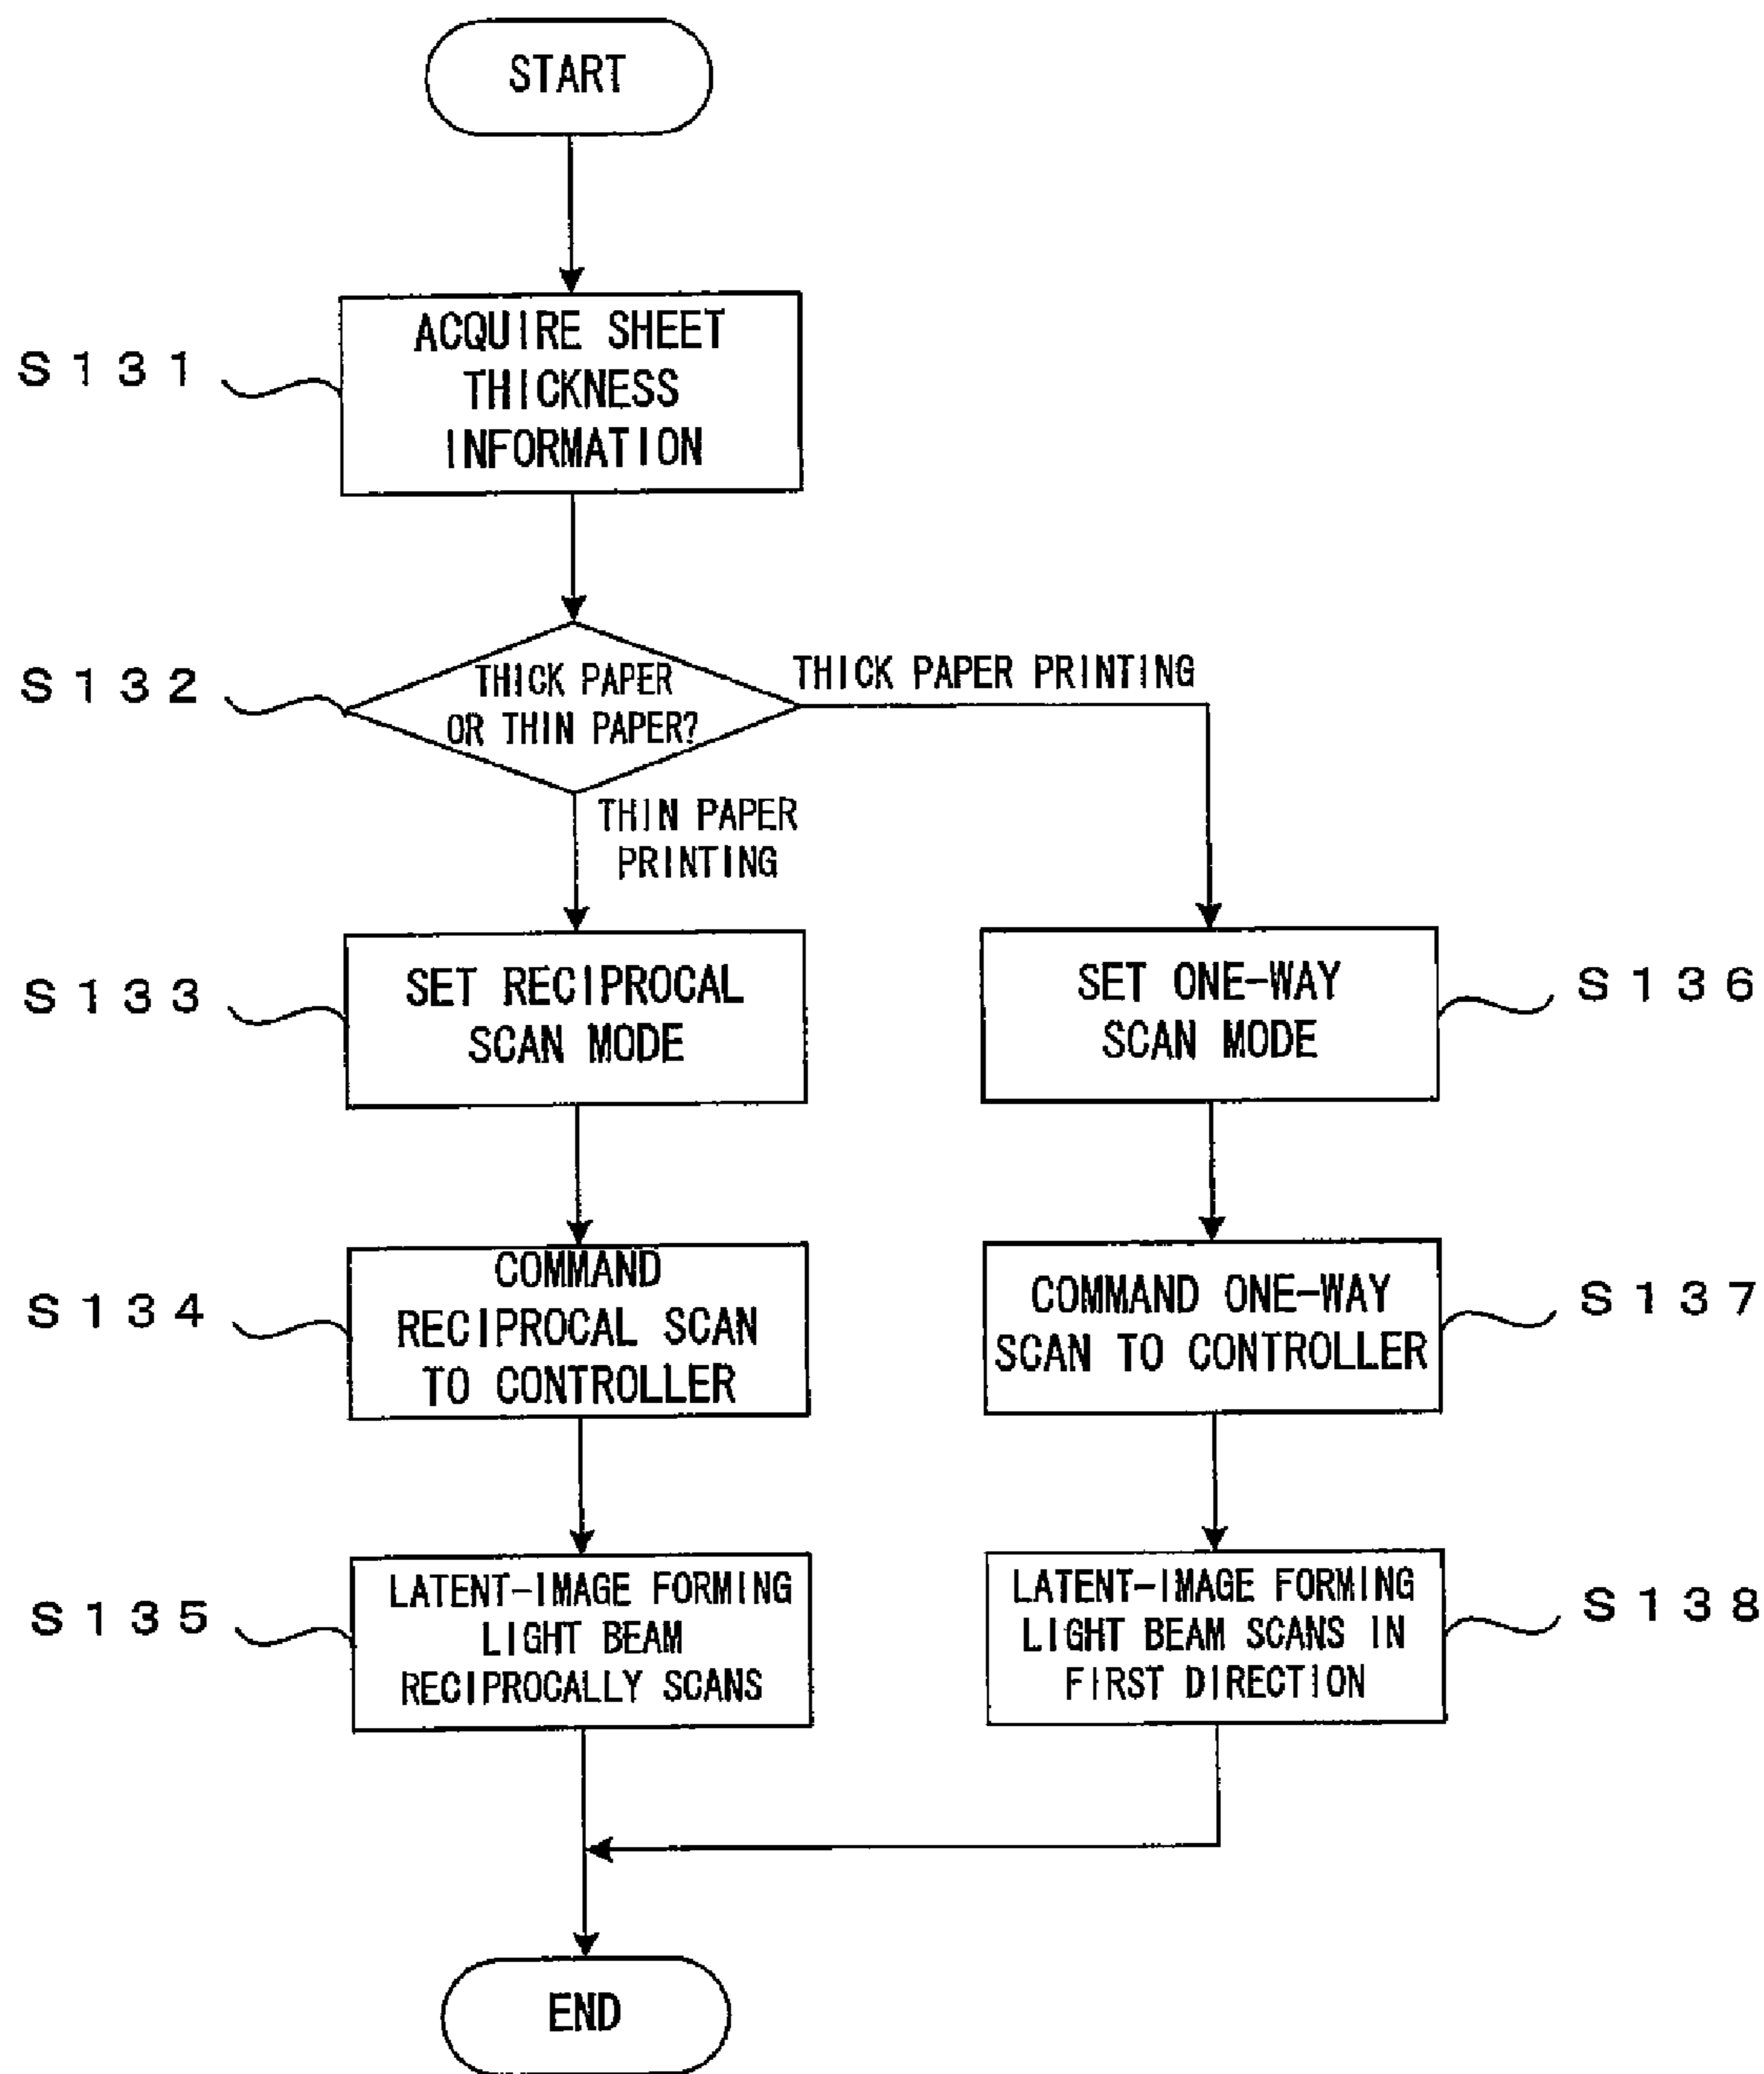 START
S131
ACQUIRE SHEET
THICKNESS
INFORMATION
S132
THICK PAPER
OR THIN PAPER?
THICK PAPER PRINTING
THIN PAPER
PRINTING
S133
SET RECIPROCAL
SCAN MODE
SET ONE-WAY
SCAN MODE
S136
S134
COMMAND
RECIPROCAL SCAN
TO CONTROLLER
COMMAND ONE-WAY
SCAN TO CONTROLLER
S137
S135
LATENT-IMAGE FORMING
LIGHT BEAM
RECIPROCALLY SCANS
LATENT-IMAGE FORMING
LIGHT BEAM SCANS IN
FIRST DIRECTION
S138
END